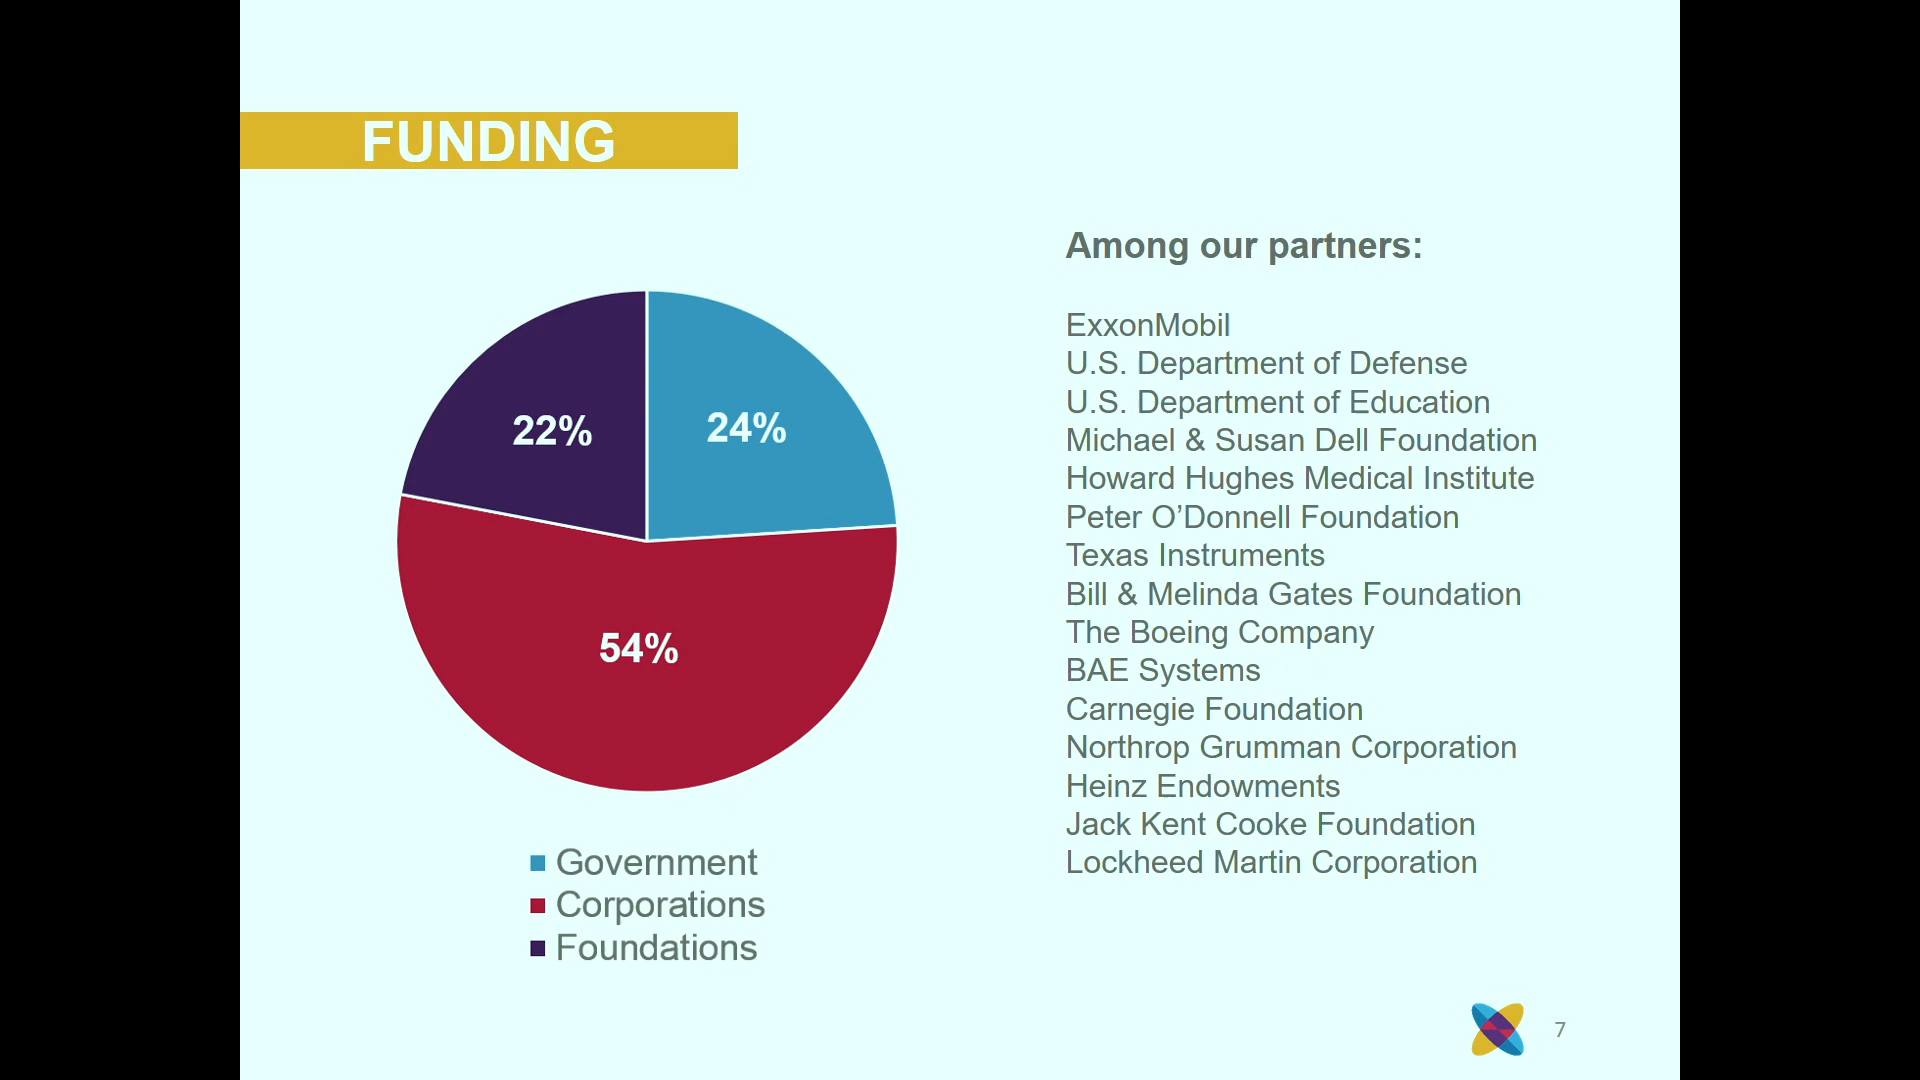 FUNDING
22%
24%
54%
Government
Corporations
Foundations
Among our partners:
ExxonMobil
U.S. Department of Defense
U.S. Department of Education
Michael & Susan Dell Foundation
Howard Hughes Medical Institute
Peter O’Donnell Foundation
Texas Instruments
Bill & Melinda Gates Foundation
The Boeing Company
BAE Systems
Carnegie Foundation
Northrop Grumman Corporation
Heinz Endowments
Jack Kent Cooke Foundation
Lockheed Martin Corporation
7